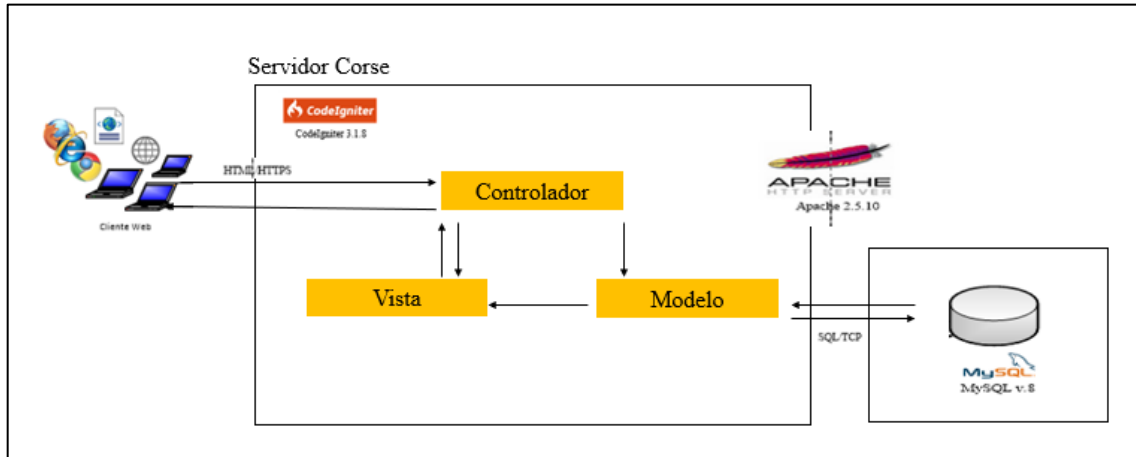 Servidor Corse
CodeIgniter
CodeIgniter 3.1.8
HTML/HTTPS
Cliente Web
Controlador
APACHE
HTTP SERVER
Apache 2.5.10
Vista
Modelo
SQL/TCP
MySQL
MySQL v.8